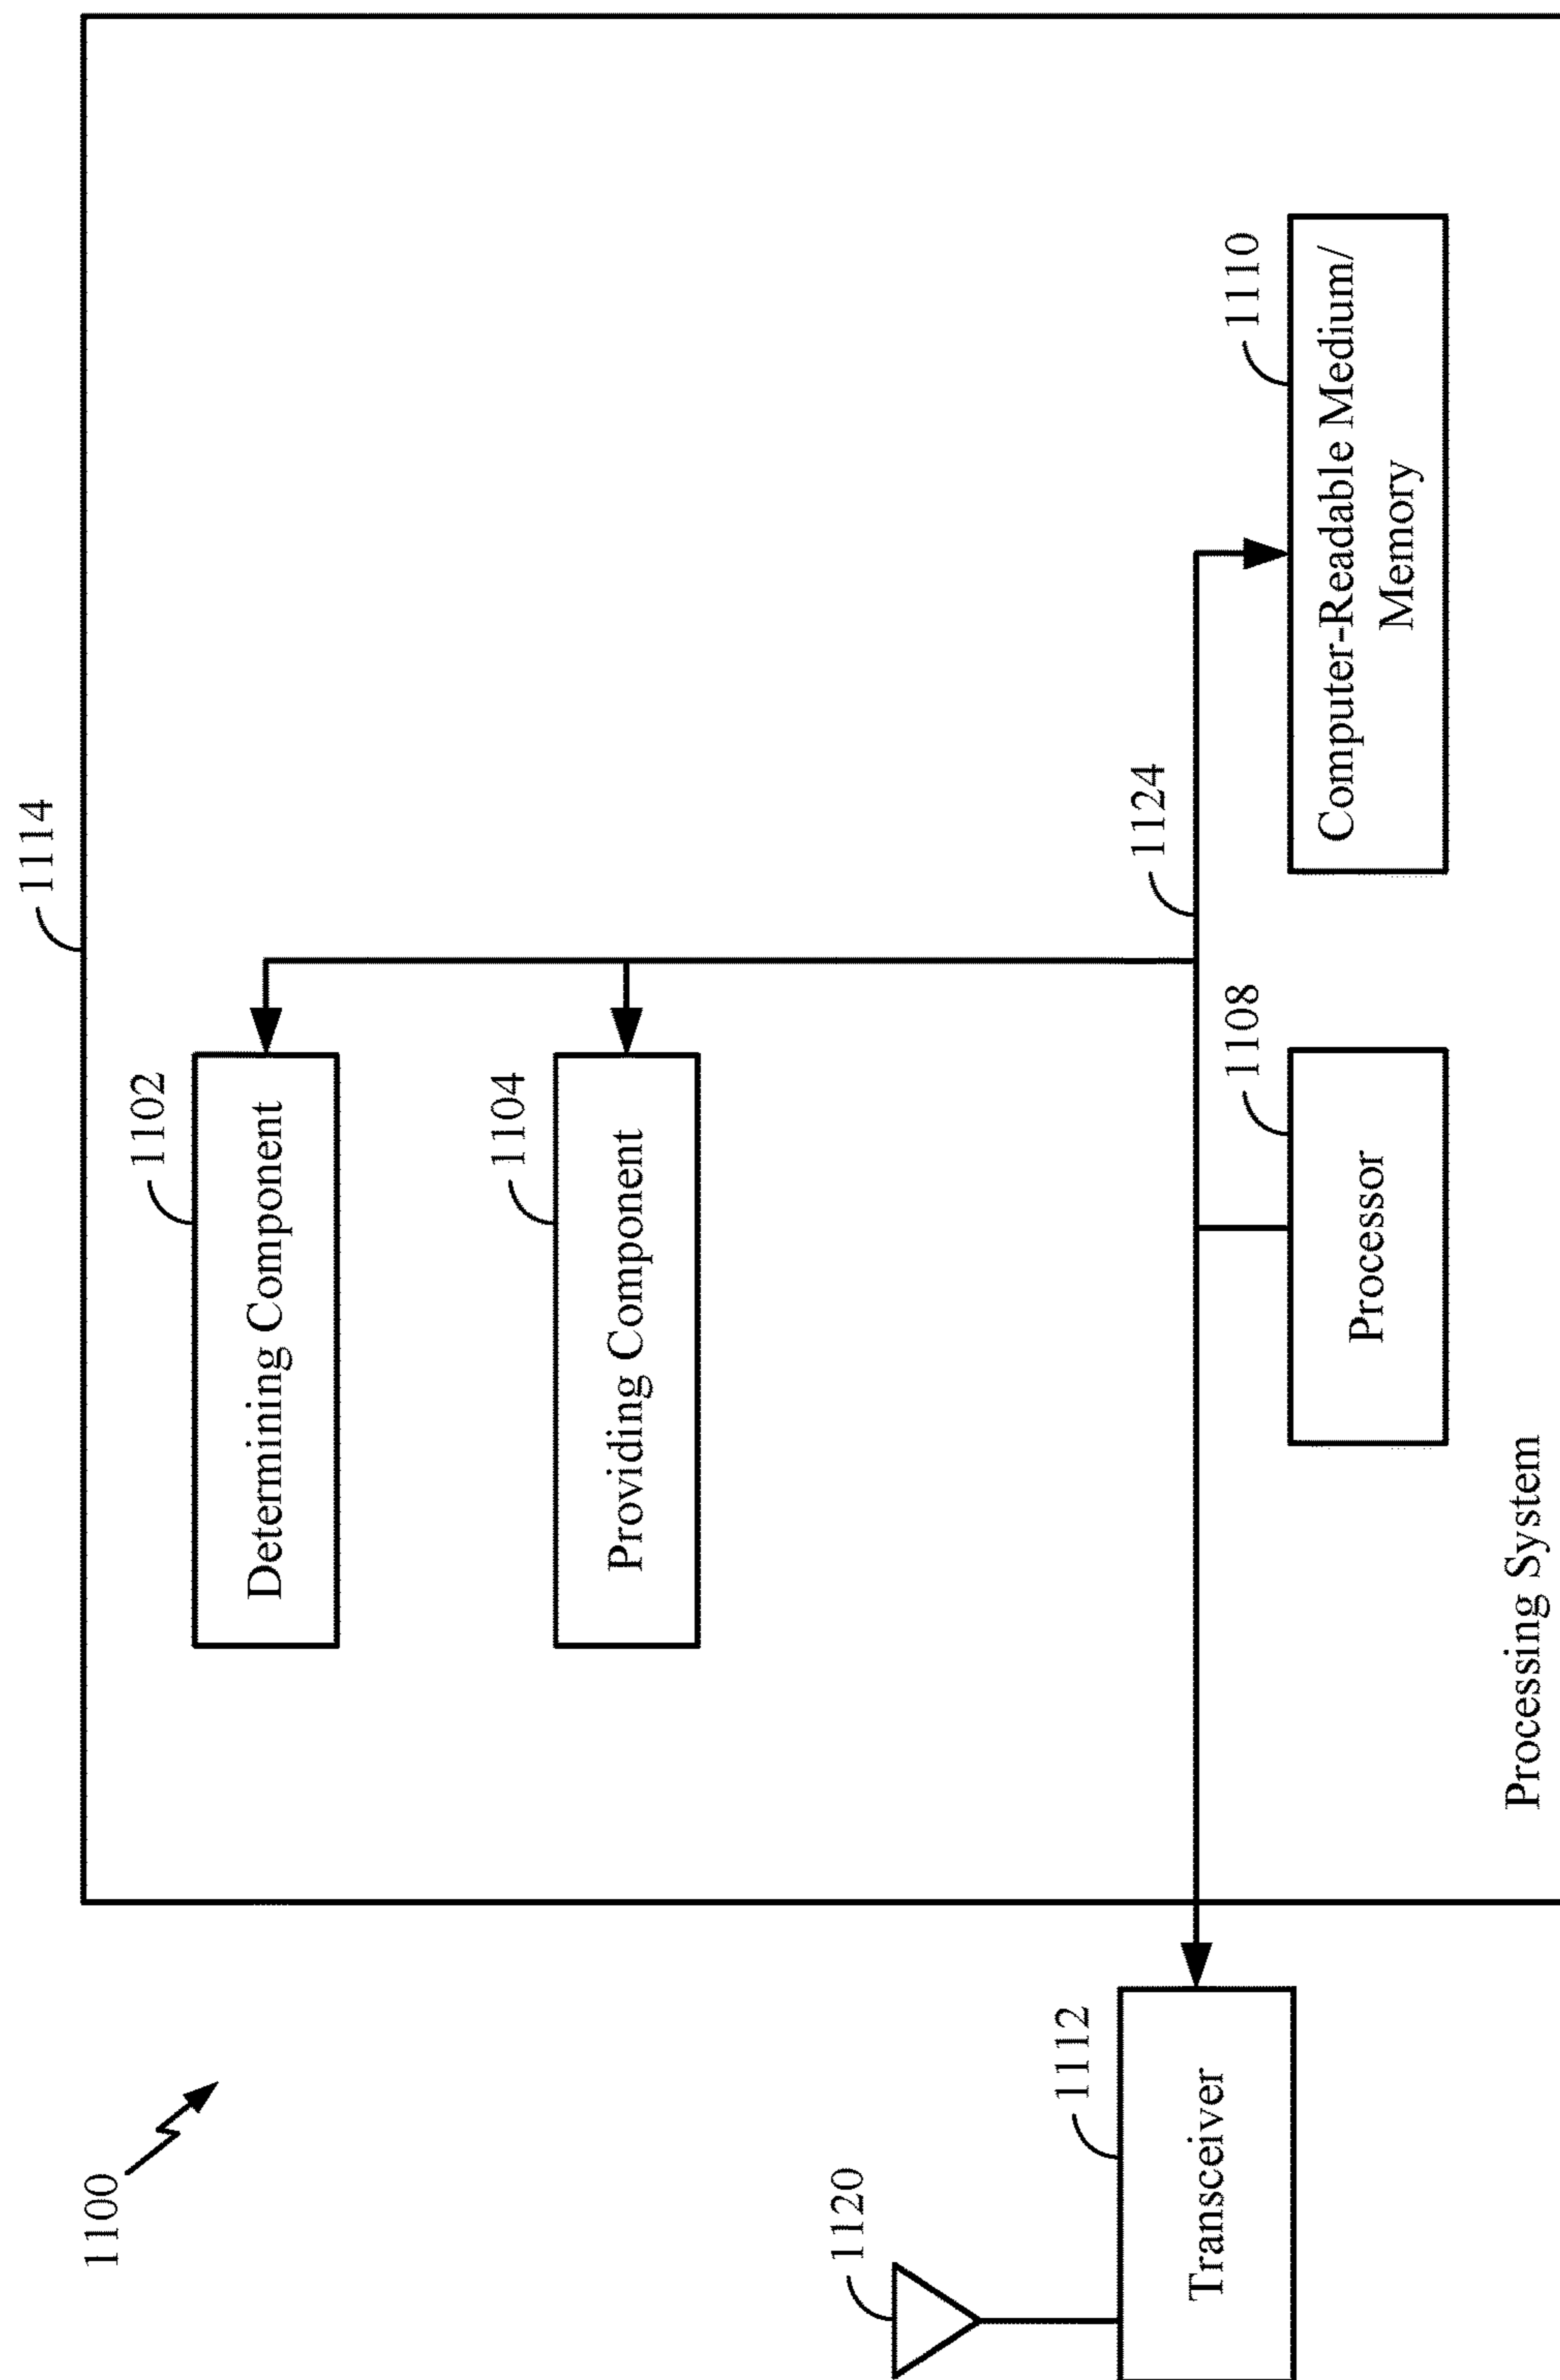 1100
1114
1102
Determining Component
1104
Providing Component
1120
1112
Transceiver
1124
1108
Processor
1110
Computer-Readable Medium/
Memory
Processing System